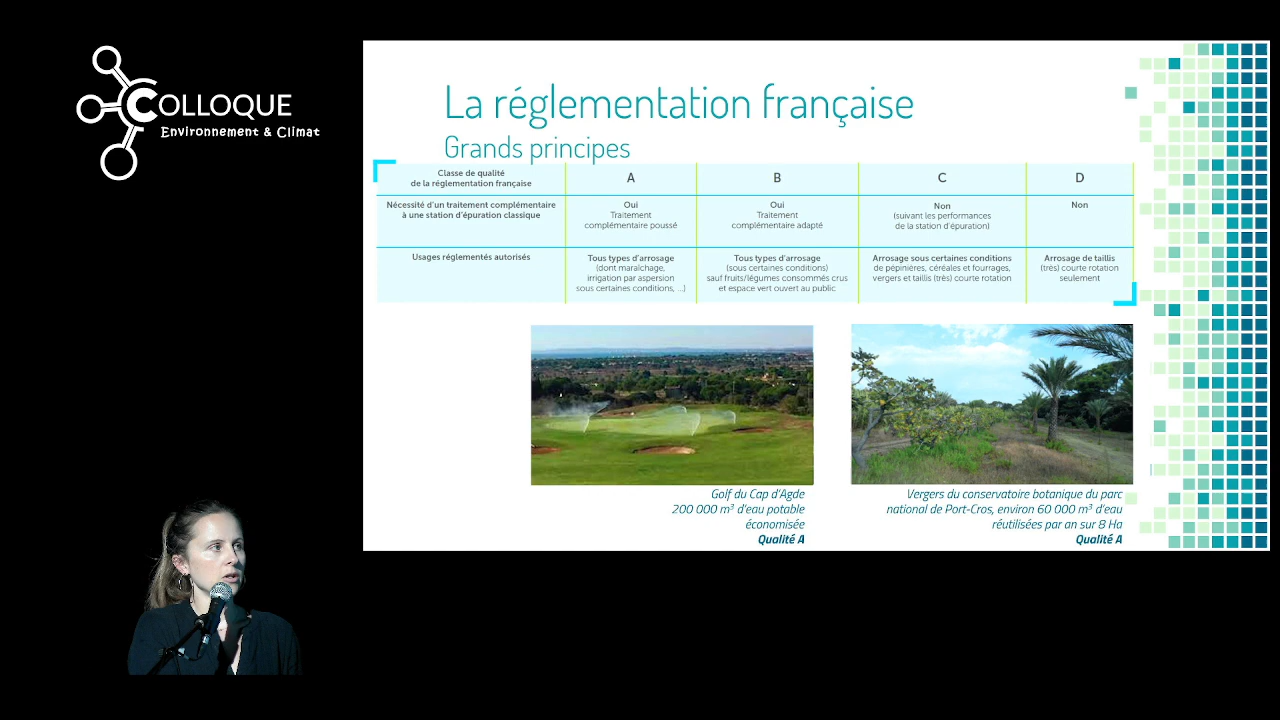 COLLOQUE
Environnement & Climat
La réglementation française
Grands principes
Classe de qualité
de la réglementation française
A
B
C
D
Nécessité d'un traitement complémentaire
à une station d'épuration classique
Oui
Traitement
complémentaire poussé
Oui
Traitement
complémentaire adapté
Non
(suivant les performances
de la station d'épuration)
Non
Usages réglementés autorisés
Tous types d'arrosage
(dont maraîchage,
irrigation par aspersion
sous certaines conditions, ...)
Tous types d'arrosage
(sous certaines conditions)
sauf fruits/légumes consommés crus
et espace vert ouvert au public
Arrosage sous certaines conditions
de pépinières, céréales et fourrages,
vergers et taillis (très) courte rotation
Arrosage de taillis
(très) courte rotation
seulement
Golf du Cap d'Agde
200 000 m³ d'eau potable
économisée
Qualité A
Vergers du conservatoire botanique du parc
national de Port-Cros, environ 60 000 m³ d'eau
réutilisées par an sur 8 Ha
Qualité A